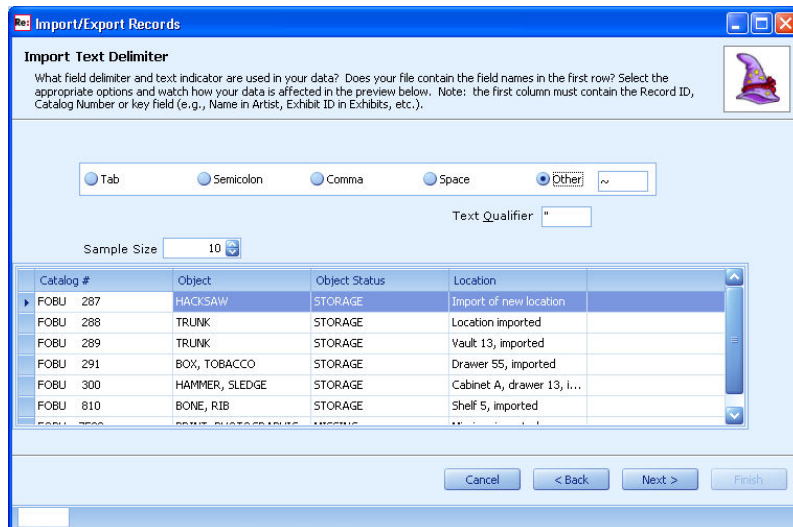 Re: Import/Export Records
Import Text Delimiter
What field delimiter and text indicator are used in your data? Does your file contain the field names in the first row? Select the
appropriate options and watch how your data is affected in the preview below. Note: the first column must contain the Record ID,
Catalog Number or key field (e.g., Name in Artist, Exhibit ID in Exhibits, etc.).
Tab Semicolon Comma Space Other ~
Text Qualifier "
Sample Size 10
Catalog # Object Object Status Location
FOBU 287 HACKSAW STORAGE Import of new location
FOBU 288 TRUNK STORAGE Location imported
FOBU 289 TRUNK STORAGE Vault 13, imported
FOBU 291 BOX, TOBACCO STORAGE Drawer 55, imported
FOBU 300 HAMMER, SLEDGE STORAGE Cabinet A, drawer 13, i...
FOBU 810 BONE, RIB STORAGE Shelf 5, imported
FOBU PRINT, PHOTOGRAPHIC MISSING
Cancel < Back Next > Finish